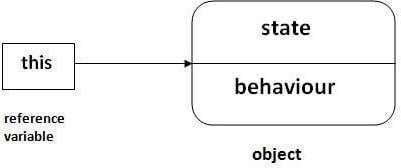 state
this
behaviour
reference
variable
object